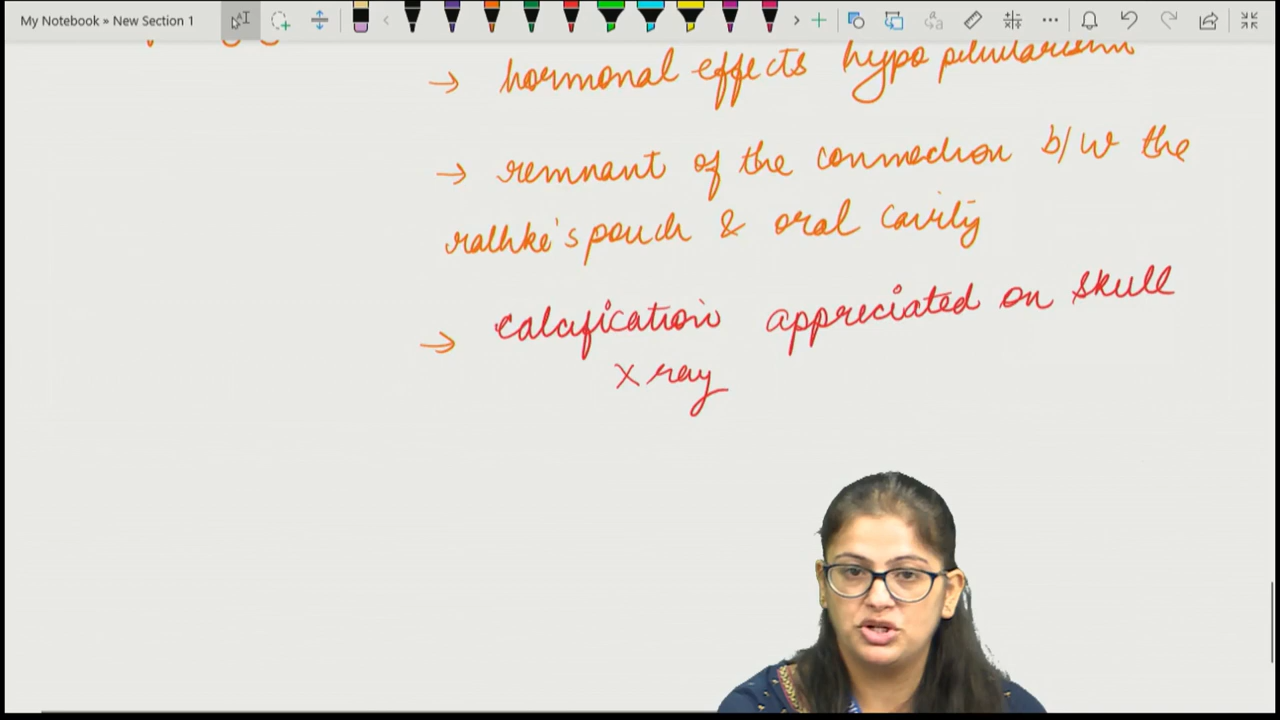 My Notebook » New Section 1
→ hormonal effects hypo pituitarism
→ remnant of the connection b/w the
rathke's pouch & oral cavity
→ calcification appreciated on skull
X ray